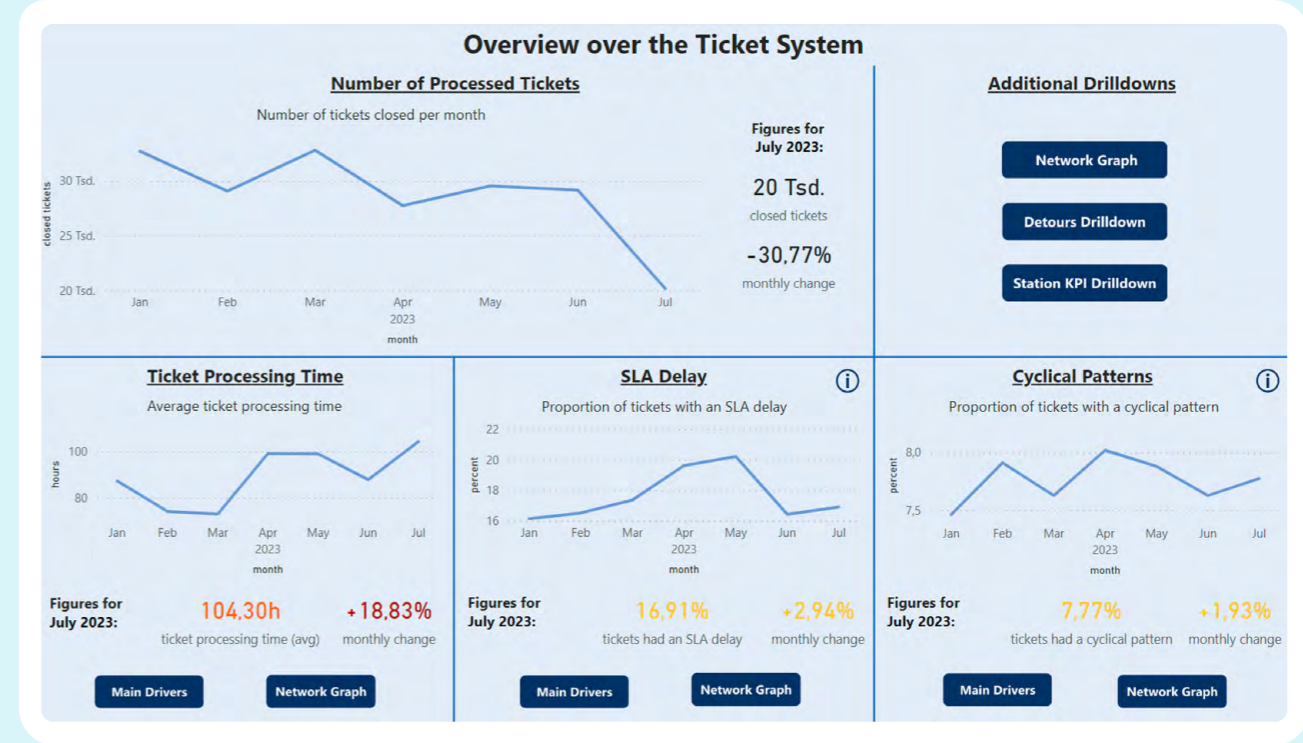 Overview over the Ticket System
Number of Processed Tickets
Number of tickets closed per month
closed tickets
30 Tsd.
25 Tsd.
20 Tsd.
Jan
Feb
Mar
Apr
May
Jun
Jul
2023
month
Figures for
July 2023:
20 Tsd.
closed tickets
-30,77%
monthly change
Additional Drilldowns
Network Graph
Detours Drilldown
Station KPI Drilldown
Ticket Processing Time
Average ticket processing time
hours
100
80
Jan
Feb
Mar
Apr
May
Jun
Jul
2023
month
Figures for
July 2023:
104,30h
ticket processing time (avg)
+18,83%
monthly change
Main Drivers
Network Graph
SLA Delay
i
Proportion of tickets with an SLA delay
percent
22
20
18
16
Jan
Feb
Mar
Apr
May
Jun
Jul
2023
month
Figures for
July 2023:
16,91%
tickets had an SLA delay
+2,94%
monthly change
Main Drivers
Network Graph
Cyclical Patterns
i
Proportion of tickets with a cyclical pattern
percent
8,0
7,5
Jan
Feb
Mar
Apr
May
Jun
Jul
2023
month
Figures for
July 2023:
7,77%
tickets had a cyclical pattern
+1,93%
monthly change
Main Drivers
Network Graph